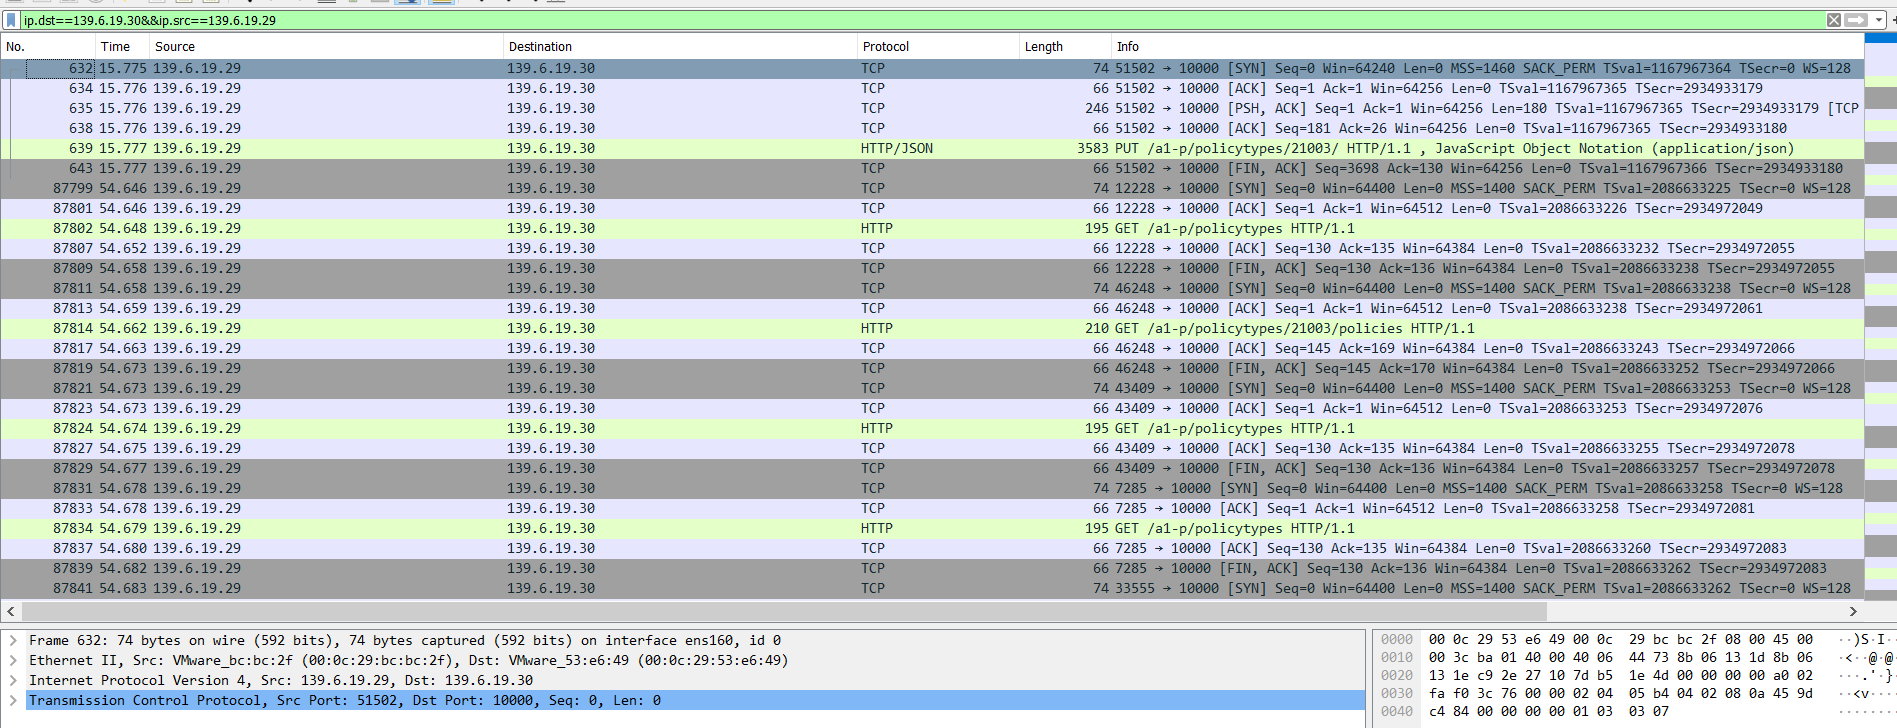 ip.dst==139.6.19.30&&ip.src==139.6.19.29
No. Time Source Destination Protocol Length Info
632 15.775 139.6.19.29 139.6.19.30 TCP 74 51502 → 10000 [SYN] Seq=0 Win=64240 Len=0 MSS=1460 SACK_PERM TSval=1167967364 TSecr=0 WS=128
634 15.776 139.6.19.29 139.6.19.30 TCP 66 51502 → 10000 [ACK] Seq=1 Ack=1 Win=64256 Len=0 TSval=1167967365 TSecr=2934933179
635 15.776 139.6.19.29 139.6.19.30 TCP 246 51502 → 10000 [PSH, ACK] Seq=1 Ack=1 Win=64256 Len=180 TSval=1167967365 TSecr=2934933179 [TCP
638 15.776 139.6.19.29 139.6.19.30 TCP 66 51502 → 10000 [ACK] Seq=181 Ack=26 Win=64256 Len=0 TSval=1167967365 TSecr=2934933180
639 15.777 139.6.19.29 139.6.19.30 HTTP/JSON 3583 PUT /a1-p/policytypes/21003/ HTTP/1.1 , JavaScript Object Notation (application/json)
643 15.777 139.6.19.29 139.6.19.30 TCP 66 51502 → 10000 [FIN, ACK] Seq=3698 Ack=130 Win=64256 Len=0 TSval=1167967366 TSecr=2934933180
87799 54.646 139.6.19.29 139.6.19.30 TCP 74 12228 → 10000 [SYN] Seq=0 Win=64400 Len=0 MSS=1400 SACK_PERM TSval=2086633225 TSecr=0 WS=128
87801 54.646 139.6.19.29 139.6.19.30 TCP 66 12228 → 10000 [ACK] Seq=1 Ack=1 Win=64512 Len=0 TSval=2086633226 TSecr=2934972049
87802 54.648 139.6.19.29 139.6.19.30 HTTP 195 GET /a1-p/policytypes HTTP/1.1
87807 54.652 139.6.19.29 139.6.19.30 TCP 66 12228 → 10000 [ACK] Seq=130 Ack=135 Win=64384 Len=0 TSval=2086633232 TSecr=2934972055
87809 54.658 139.6.19.29 139.6.19.30 TCP 66 12228 → 10000 [FIN, ACK] Seq=130 Ack=136 Win=64384 Len=0 TSval=2086633238 TSecr=2934972055
87811 54.658 139.6.19.29 139.6.19.30 TCP 74 46248 → 10000 [SYN] Seq=0 Win=64400 Len=0 MSS=1400 SACK_PERM TSval=2086633238 TSecr=0 WS=128
87813 54.659 139.6.19.29 139.6.19.30 TCP 66 46248 → 10000 [ACK] Seq=1 Ack=1 Win=64512 Len=0 TSval=2086633238 TSecr=2934972061
87814 54.662 139.6.19.29 139.6.19.30 HTTP 210 GET /a1-p/policytypes/21003/policies HTTP/1.1
87817 54.663 139.6.19.29 139.6.19.30 TCP 66 46248 → 10000 [ACK] Seq=145 Ack=169 Win=64384 Len=0 TSval=2086633243 TSecr=2934972066
87819 54.673 139.6.19.29 139.6.19.30 TCP 66 46248 → 10000 [FIN, ACK] Seq=145 Ack=170 Win=64384 Len=0 TSval=2086633252 TSecr=2934972066
87821 54.673 139.6.19.29 139.6.19.30 TCP 74 43409 → 10000 [SYN] Seq=0 Win=64400 Len=0 MSS=1400 SACK_PERM TSval=2086633253 TSecr=0 WS=128
87823 54.673 139.6.19.29 139.6.19.30 TCP 66 43409 → 10000 [ACK] Seq=1 Ack=1 Win=64512 Len=0 TSval=2086633253 TSecr=2934972076
87824 54.674 139.6.19.29 139.6.19.30 HTTP 195 GET /a1-p/policytypes HTTP/1.1
87827 54.675 139.6.19.29 139.6.19.30 TCP 66 43409 → 10000 [ACK] Seq=130 Ack=135 Win=64384 Len=0 TSval=2086633255 TSecr=2934972078
87829 54.677 139.6.19.29 139.6.19.30 TCP 66 43409 → 10000 [FIN, ACK] Seq=130 Ack=136 Win=64384 Len=0 TSval=2086633257 TSecr=2934972078
87831 54.678 139.6.19.29 139.6.19.30 TCP 74 7285 → 10000 [SYN] Seq=0 Win=64400 Len=0 MSS=1400 SACK_PERM TSval=2086633258 TSecr=0 WS=128
87833 54.678 139.6.19.29 139.6.19.30 TCP 66 7285 → 10000 [ACK] Seq=1 Ack=1 Win=64512 Len=0 TSval=2086633258 TSecr=2934972081
87834 54.679 139.6.19.29 139.6.19.30 HTTP 195 GET /a1-p/policytypes HTTP/1.1
87837 54.680 139.6.19.29 139.6.19.30 TCP 66 7285 → 10000 [ACK] Seq=130 Ack=135 Win=64384 Len=0 TSval=2086633260 TSecr=2934972083
87839 54.682 139.6.19.29 139.6.19.30 TCP 66 7285 → 10000 [FIN, ACK] Seq=130 Ack=136 Win=64384 Len=0 TSval=2086633262 TSecr=2934972083
87841 54.683 139.6.19.29 139.6.19.30 TCP 74 33555 → 10000 [SYN] Seq=0 Win=64400 Len=0 MSS=1400 SACK_PERM TSval=2086633262 TSecr=0 WS=128
Frame 632: 74 bytes on wire (592 bits), 74 bytes captured (592 bits) on interface ens160, id 0
Ethernet II, Src: VMware_bc:bc:2f (00:0c:29:bc:bc:2f), Dst: VMware_53:e6:49 (00:0c:29:53:e6:49)
Internet Protocol Version 4, Src: 139.6.19.29, Dst: 139.6.19.30
Transmission Control Protocol, Src Port: 51502, Dst Port: 10000, Seq: 0, Len: 0
0000 00 0c 29 53 e6 49 00 0c 29 bc bc 2f 08 00 45 00 ··)S·I··
0010 00 3c ba 01 40 00 40 06 44 73 8b 06 13 1d 8b 06 ·<··@·@·
0020 13 1e c9 2e 27 10 7d b5 1e 4d 00 00 00 00 a0 02 ···.'·}·
0030 fa f0 3c 76 00 00 02 04 05 b4 04 02 08 0a 45 9d ··<v····
0040 c4 84 00 00 00 00 01 03 03 07 ········